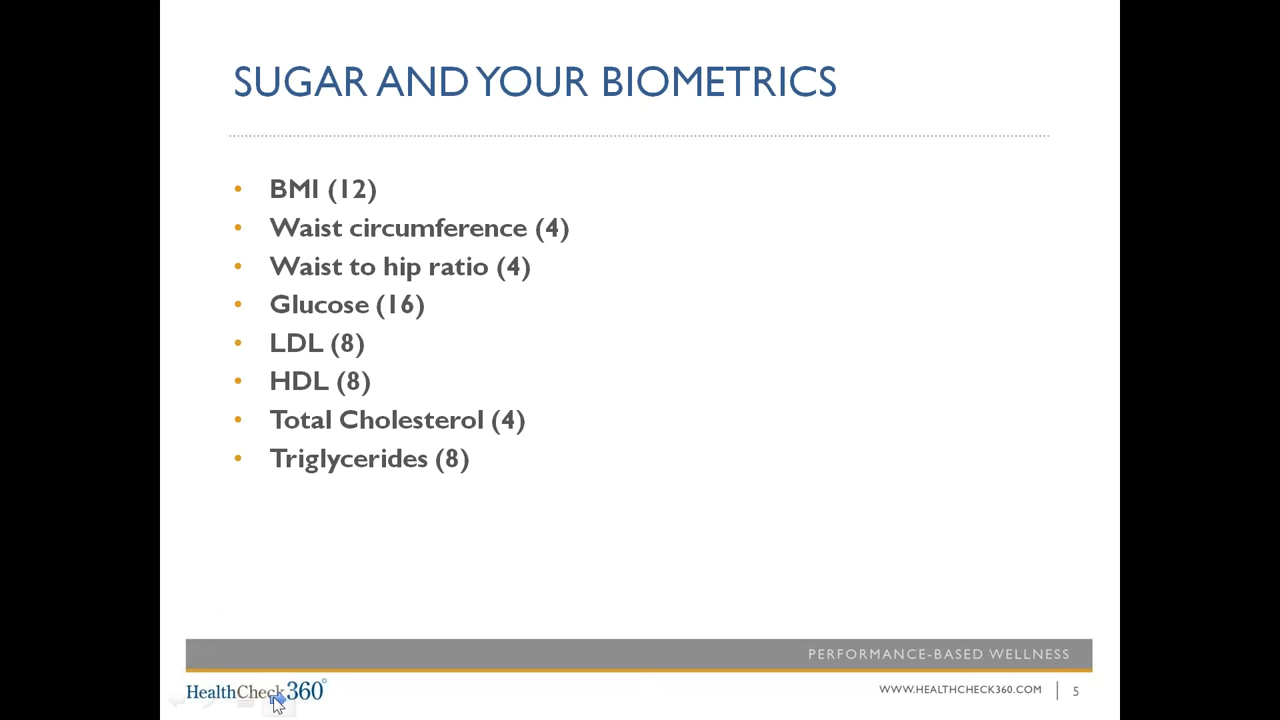 SUGAR AND YOUR BIOMETRICS
• BMI (12)
• Waist circumference (4)
• Waist to hip ratio (4)
• Glucose (16)
• LDL (8)
• HDL (8)
• Total Cholesterol (4)
• Triglycerides (8)
PERFORMANCE-BASED WELLNESS
HealthCheck360°
WWW.HEALTHCHECK360.COM | 5